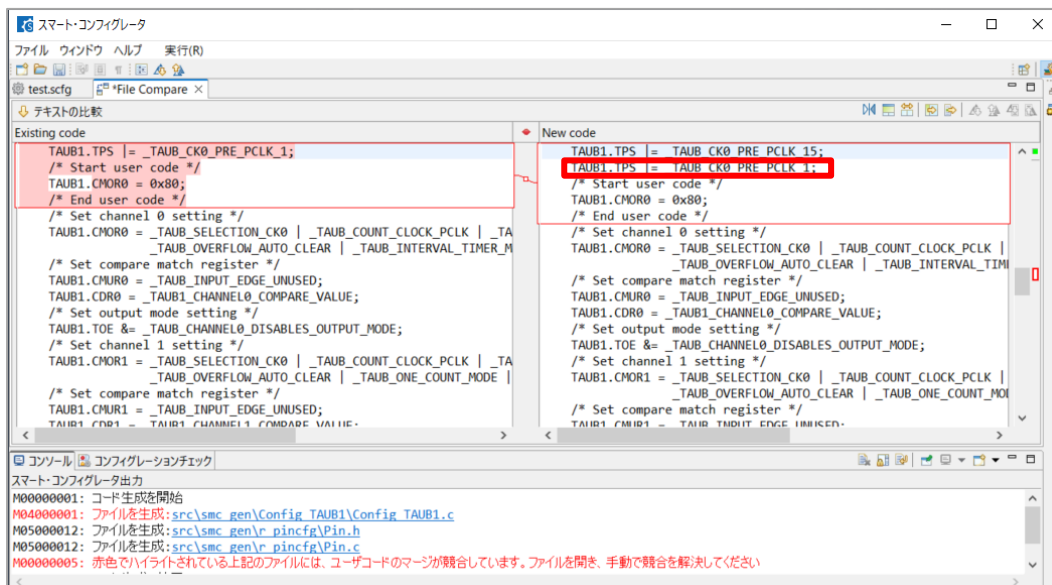 スマート・コンフィグレータ
ファイル ウィンドウ ヘルプ 実行(R)
test.scfg *File Compare
テキストの比較
Existing code
TAUB1.TPS |= _TAUB_CK0_PRE_PCLK_1;
/* Start user code */
TAUB1.CMOR0 = 0x80;
/* End user code */
/* Set channel 0 setting */
TAUB1.CMOR0 = _TAUB_SELECTION_CK0 | _TAUB_COUNT_CLOCK_PCLK | _TA
_TAUB_OVERFLOW_AUTO_CLEAR | _TAUB_INTERVAL_TIMER_M
/* Set compare match register */
TAUB1.CMUR0 = _TAUB_INPUT_EDGE_UNUSED;
TAUB1.CDR0 = _TAUB1_CHANNEL0_COMPARE_VALUE;
/* Set output mode setting */
TAUB1.TOE &= _TAUB_CHANNEL0_DISABLES_OUTPUT_MODE;
/* Set channel 1 setting */
TAUB1.CMOR1 = _TAUB_SELECTION_CK0 | _TAUB_COUNT_CLOCK_PCLK | _TA
_TAUB_OVERFLOW_AUTO_CLEAR | _TAUB_ONE_COUNT_MODE |
/* Set compare match register */
TAUB1.CMUR1 = _TAUB_INPUT_EDGE_UNUSED;
TAUB1.CDR1 = _TAUB1_CHANNEL1_COMPARE_VALUE;
New code
TAUB1.TPS |= _TAUB_CK0_PRE_PCLK_15;
TAUB1.TPS |= _TAUB_CK0_PRE_PCLK_1;
/* Start user code */
TAUB1.CMOR0 = 0x80;
/* End user code */
/* Set channel 0 setting */
TAUB1.CMOR0 = _TAUB_SELECTION_CK0 | _TAUB_COUNT_CLOCK_PCLK |
_TAUB_OVERFLOW_AUTO_CLEAR | _TAUB_INTERVAL_TIM
/* Set compare match register */
TAUB1.CMUR0 = _TAUB_INPUT_EDGE_UNUSED;
TAUB1.CDR0 = _TAUB1_CHANNEL0_COMPARE_VALUE;
/* Set output mode setting */
TAUB1.TOE &= _TAUB_CHANNEL0_DISABLES_OUTPUT_MODE;
/* Set channel 1 setting */
TAUB1.CMOR1 = _TAUB_SELECTION_CK0 | _TAUB_COUNT_CLOCK_PCLK |
_TAUB_OVERFLOW_AUTO_CLEAR | _TAUB_ONE_COUNT_MO
/* Set compare match register */
TAUB1.CMUR1 = _TAUB_INPUT_EDGE_UNUSED;
コンソール コンフィグレーションチェック
スマート・コンフィグレータ出力
M00000001: コード生成を開始
M04000001: ファイルを生成:src\smc_gen\Config_TAUB1\Config_TAUB1.c
M05000012: ファイルを生成:src\smc_gen\r_pincfg\Pin.h
M05000012: ファイルを生成:src\smc_gen\r_pincfg\Pin.c
M00000005: 赤色でハイライトされている上記のファイルには、ユーザコードのマージが競合しています。ファイルを開き、手動で競合を解決してください